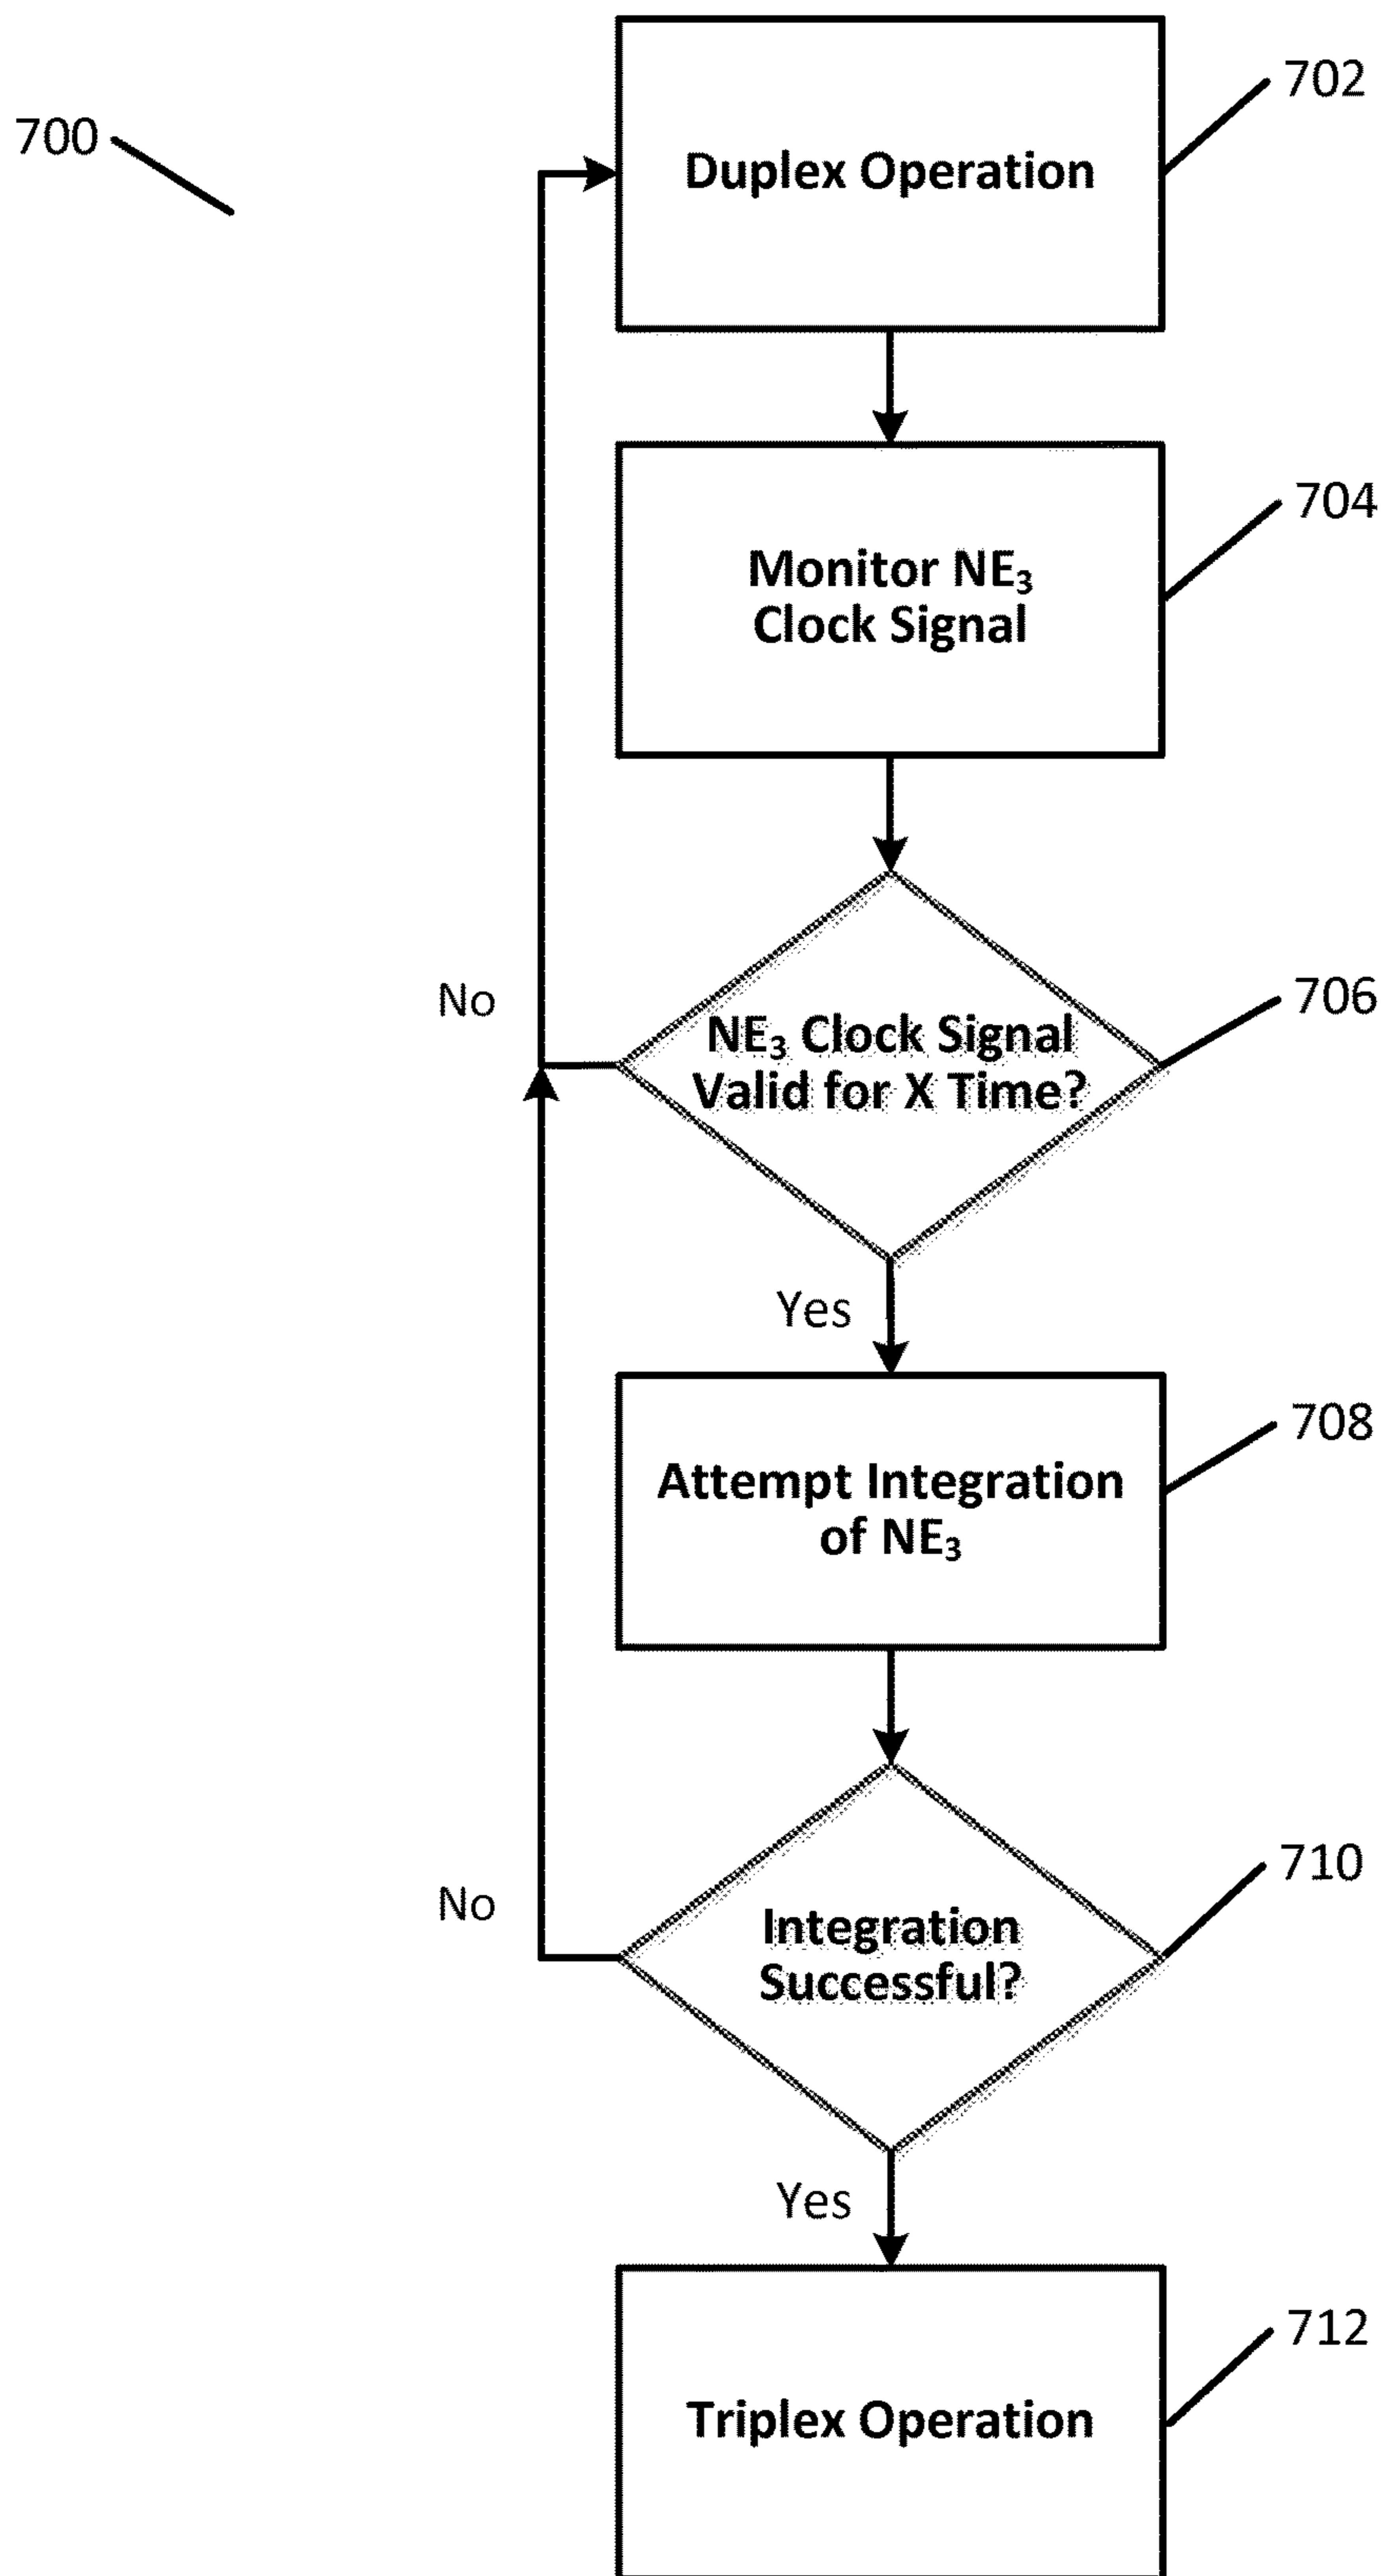 700
702
Duplex Operation
704
Monitor NE₃
Clock Signal
706
No
NE₃ Clock Signal
Valid for X Time?
Yes
708
Attempt Integration
of NE₃
710
No
Integration
Successful?
Yes
712
Triplex Operation